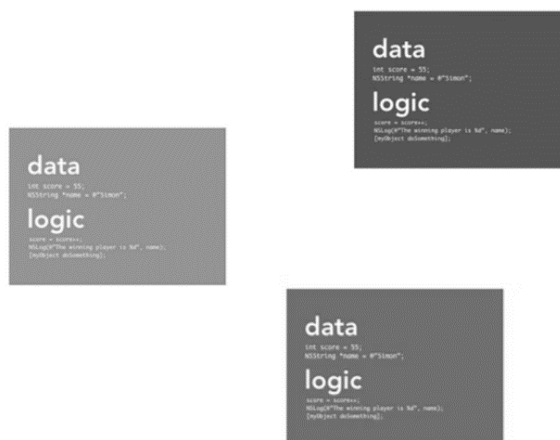 data
int score = 55;
NSString *name = @"Simon";
logic
score = score++;
NSLog(@"The winning player is %d", name);
[myObject doSomething];
data
int score = 55;
NSString *name = @"Simon";
logic
score = score++;
NSLog(@"The winning player is %d", name);
[myObject doSomething];
data
int score = 55;
NSString *name = @"Simon";
logic
score = score++;
NSLog(@"The winning player is %d", name);
[myObject doSomething];